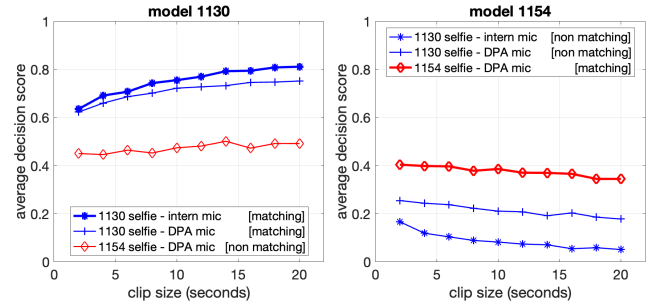 model 1130
average decision score
1
0.8
0.6
0.4
0.2
0
1130 selfie - intern mic [matching]
1130 selfie - DPA mic [matching]
1154 selfie - DPA mic [non matching]
0 5 10 15 20
clip size (seconds)
model 1154
average decision score
1
0.8
0.6
0.4
0.2
0
1130 selfie - intern mic [non matching]
1130 selfie - DPA mic [non matching]
1154 selfie - DPA mic [matching]
0 5 10 15 20
clip size (seconds)